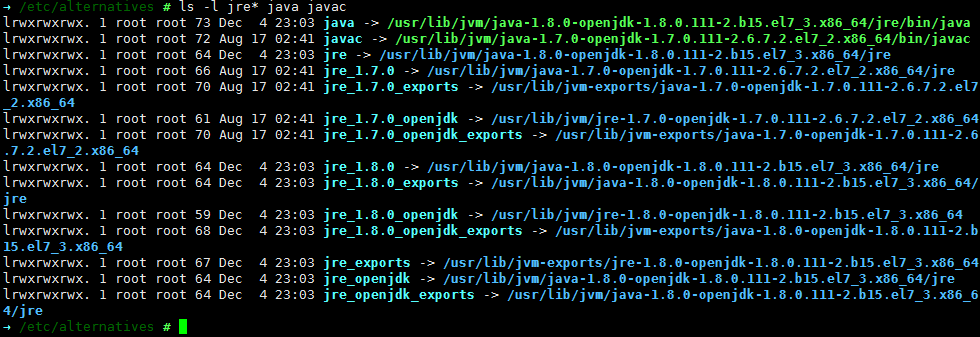 → /etc/alternatives # ls -l jre* java javac
lrwxrwxrwx. 1 root root 73 Dec  4 23:03 java -> /usr/lib/jvm/java-1.8.0-openjdk-1.8.0.111-2.b15.el7_3.x86_64/jre/bin/java
lrwxrwxrwx. 1 root root 72 Aug 17 02:41 javac -> /usr/lib/jvm/java-1.7.0-openjdk-1.7.0.111-2.6.7.2.el7_2.x86_64/bin/javac
lrwxrwxrwx. 1 root root 64 Dec  4 23:03 jre -> /usr/lib/jvm/java-1.8.0-openjdk-1.8.0.111-2.b15.el7_3.x86_64/jre
lrwxrwxrwx. 1 root root 66 Aug 17 02:41 jre_1.7.0 -> /usr/lib/jvm/java-1.7.0-openjdk-1.7.0.111-2.6.7.2.el7_2.x86_64/jre
lrwxrwxrwx. 1 root root 70 Aug 17 02:41 jre_1.7.0_exports -> /usr/lib/jvm-exports/java-1.7.0-openjdk-1.7.0.111-2.6.7.2.el7
_2.x86_64
lrwxrwxrwx. 1 root root 61 Aug 17 02:41 jre_1.7.0_openjdk -> /usr/lib/jvm/jre-1.7.0-openjdk-1.7.0.111-2.6.7.2.el7_2.x86_64
lrwxrwxrwx. 1 root root 70 Aug 17 02:41 jre_1.7.0_openjdk_exports -> /usr/lib/jvm-exports/java-1.7.0-openjdk-1.7.0.111-2.6
.7.2.el7_2.x86_64
lrwxrwxrwx. 1 root root 64 Dec  4 23:03 jre_1.8.0 -> /usr/lib/jvm/java-1.8.0-openjdk-1.8.0.111-2.b15.el7_3.x86_64/jre
lrwxrwxrwx. 1 root root 64 Dec  4 23:03 jre_1.8.0_exports -> /usr/lib/jvm/java-1.8.0-openjdk-1.8.0.111-2.b15.el7_3.x86_64/
jre
lrwxrwxrwx. 1 root root 59 Dec  4 23:03 jre_1.8.0_openjdk -> /usr/lib/jvm/jre-1.8.0-openjdk-1.8.0.111-2.b15.el7_3.x86_64
lrwxrwxrwx. 1 root root 68 Dec  4 23:03 jre_1.8.0_openjdk_exports -> /usr/lib/jvm-exports/java-1.8.0-openjdk-1.8.0.111-2.b
15.el7_3.x86_64
lrwxrwxrwx. 1 root root 67 Dec  4 23:03 jre_exports -> /usr/lib/jvm-exports/jre-1.8.0-openjdk-1.8.0.111-2.b15.el7_3.x86_64
lrwxrwxrwx. 1 root root 64 Dec  4 23:03 jre_openjdk -> /usr/lib/jvm/java-1.8.0-openjdk-1.8.0.111-2.b15.el7_3.x86_64/jre
lrwxrwxrwx. 1 root root 64 Dec  4 23:03 jre_openjdk_exports -> /usr/lib/jvm/java-1.8.0-openjdk-1.8.0.111-2.b15.el7_3.x86_6
4/jre
→ /etc/alternatives #